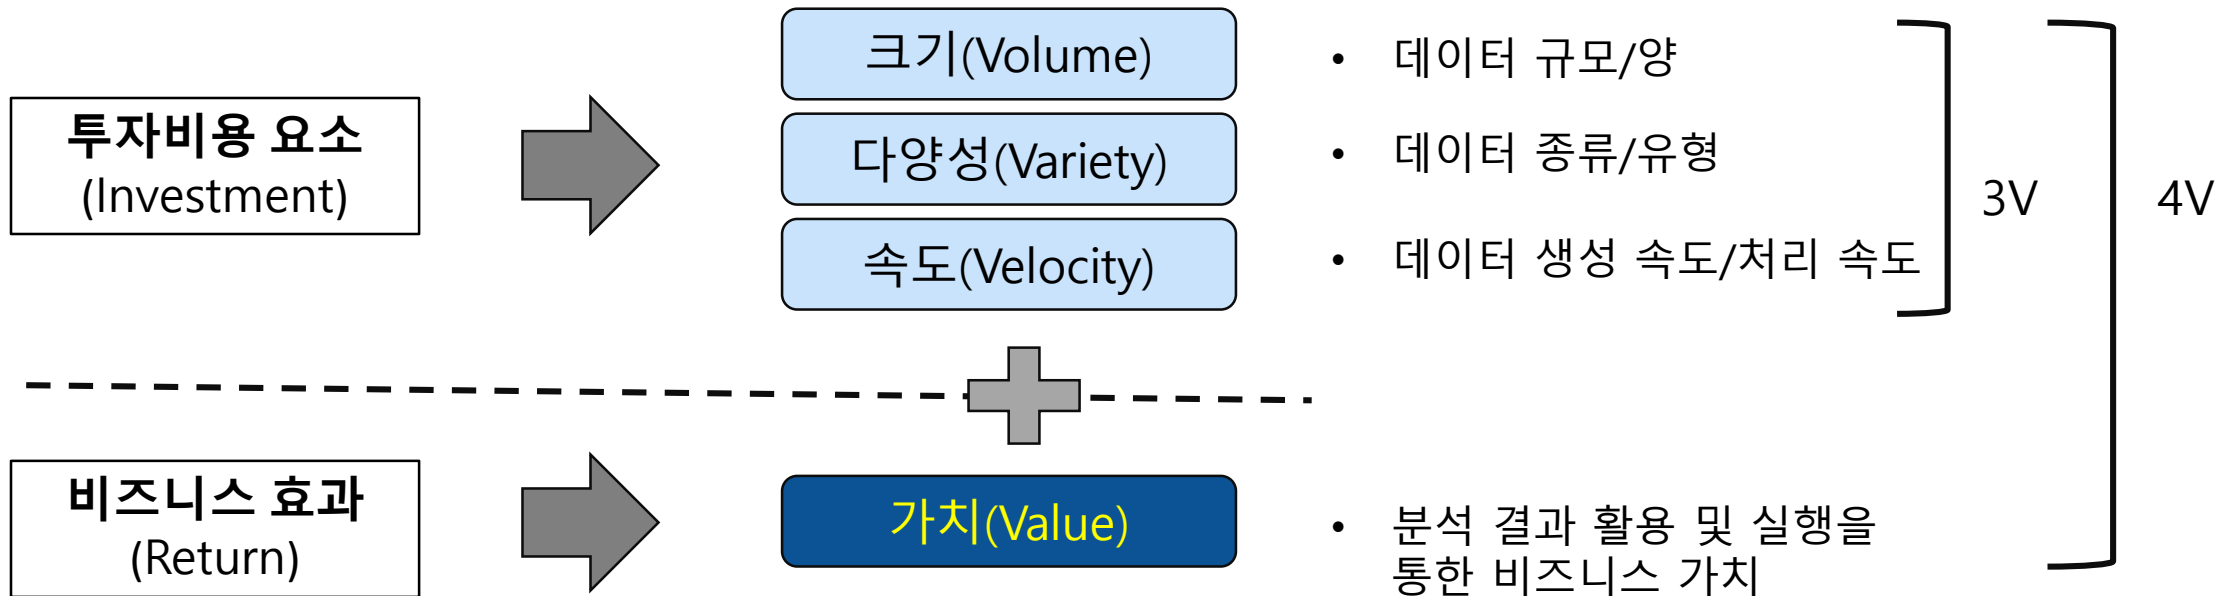 투자비용 요소
(Investment)
크기(Volume)
• 데이터 규모/양
다양성(Variety)
• 데이터 종류/유형
속도(Velocity)
• 데이터 생성 속도/처리 속도
3V
4V
비즈니스 효과
(Return)
가치(Value)
• 분석 결과 활용 및 실행을
통한 비즈니스 가치